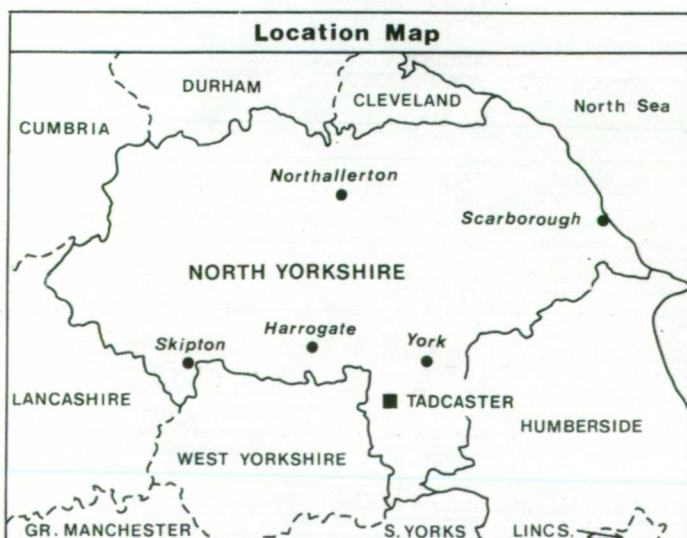 Location Map
DURHAM
CLEVELAND
North Sea
CUMBRIA
Northallerton
Scarborough
NORTH YORKSHIRE
Harrogate
Skipton
York
LANCASHIRE
TADCASTER
HUMBERSIDE
WEST YORKSHIRE
GR. MANCHESTER
S. YORKS
LINCS.